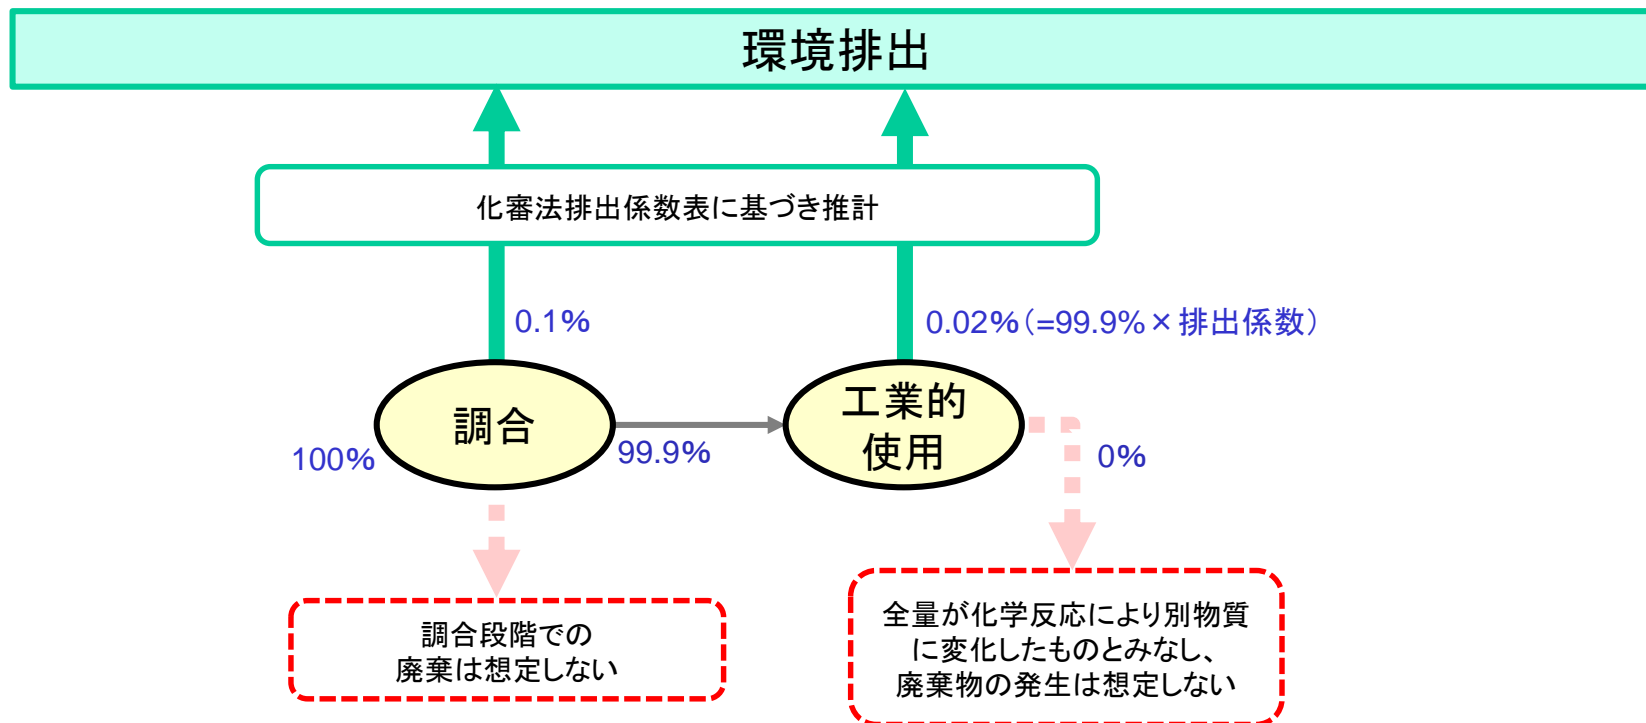 環境排出
化審法排出係数表に基づき推計
0.1%
0.02%(=99.9%×排出係数)
調合
工業的
使用
100%
99.9%
0%
調合段階での
廃棄は想定しない
全量が化学反応により別物質
に変化したものとみなし、
廃棄物の発生は想定しない